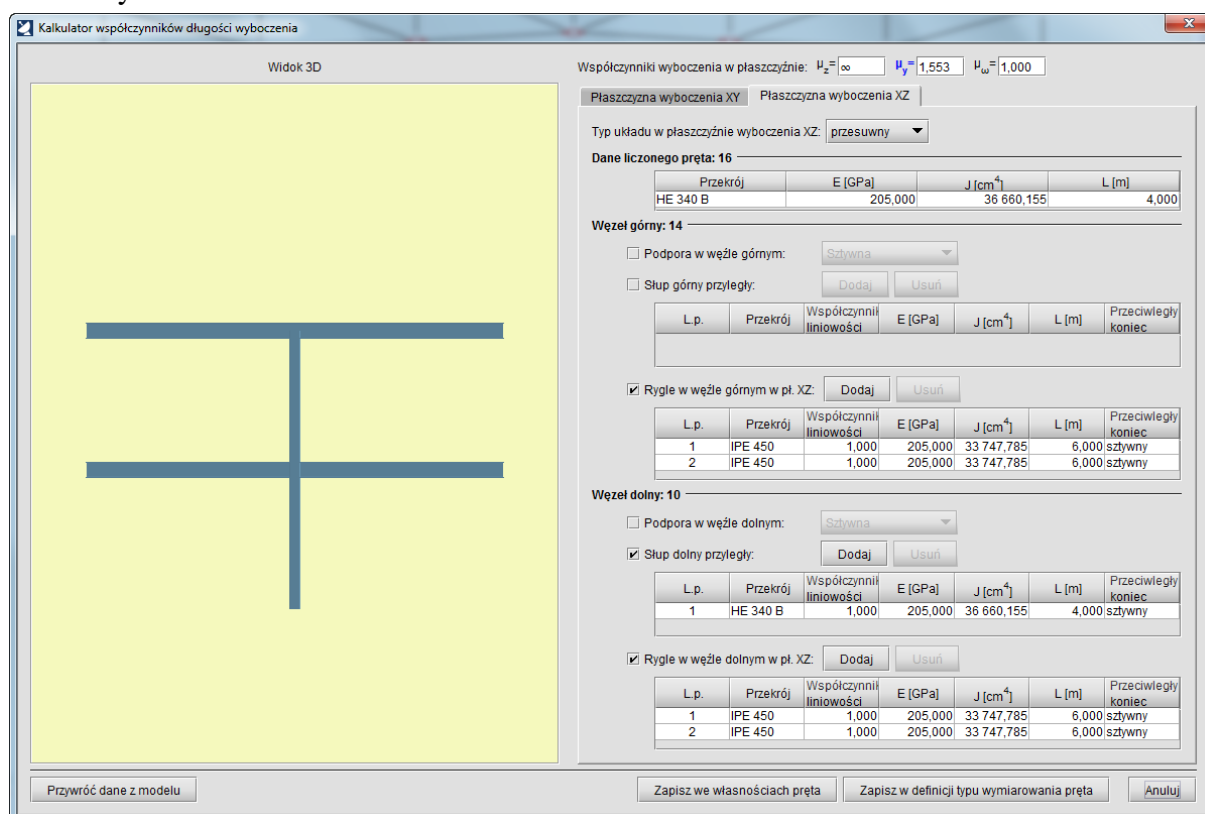 Kalkulator współczynników długości wyboczenia
Widok 3D
Współczynniki wyboczenia w płaszczyźnie: μz= ∞ μy= 1,553 μω= 1,000
Płaszczyzna wyboczenia XY Płaszczyzna wyboczenia XZ
Typ układu w płaszczyźnie wyboczenia XZ: przesuwny
Dane liczonego pręta: 16
Przekrój E [GPa] J [cm4] L [m]
HE 340 B 205,000 36 660,155 4,000
Węzeł górny: 14
Podpora w węźle górnym: Sztywna
Słup górny przyległy: Dodaj Usuń
L.p. Przekrój Współczynnik liniowości E [GPa] J [cm4] L [m] Przeciwległy koniec
Rygle w węźle górnym w pł. XZ: Dodaj Usuń
L.p. Przekrój Współczynnik liniowości E [GPa] J [cm4] L [m] Przeciwległy koniec
1 IPE 450 1,000 205,000 33 747,785 6,000 sztywny
2 IPE 450 1,000 205,000 33 747,785 6,000 sztywny
Węzeł dolny: 10
Podpora w węźle dolnym: Sztywna
Słup dolny przyległy: Dodaj Usuń
L.p. Przekrój Współczynnik liniowości E [GPa] J [cm4] L [m] Przeciwległy koniec
1 HE 340 B 1,000 205,000 36 660,155 4,000 sztywny
Rygle w węźle dolnym w pł. XZ: Dodaj Usuń
L.p. Przekrój Współczynnik liniowości E [GPa] J [cm4] L [m] Przeciwległy koniec
1 IPE 450 1,000 205,000 33 747,785 6,000 sztywny
2 IPE 450 1,000 205,000 33 747,785 6,000 sztywny
Przywróć dane z modelu Zapisz we własnościach pręta Zapisz w definicji typu wymiarowania pręta Anuluj